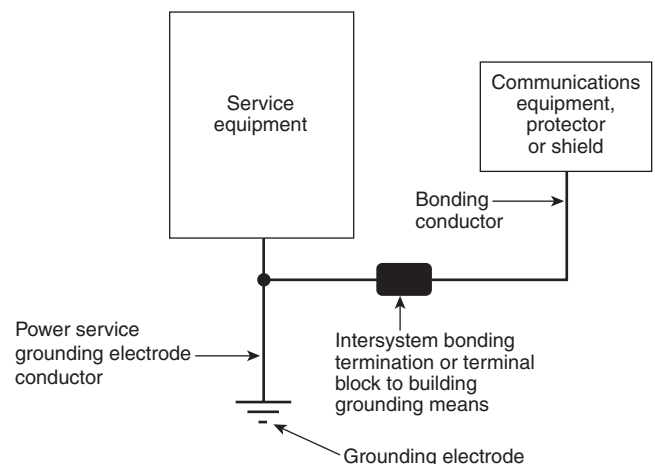 Service
equipment
Communications
equipment,
protector
or shield
Bonding
conductor
Power service
grounding electrode
conductor
Intersystem bonding
termination or terminal
block to building
grounding means
Grounding electrode